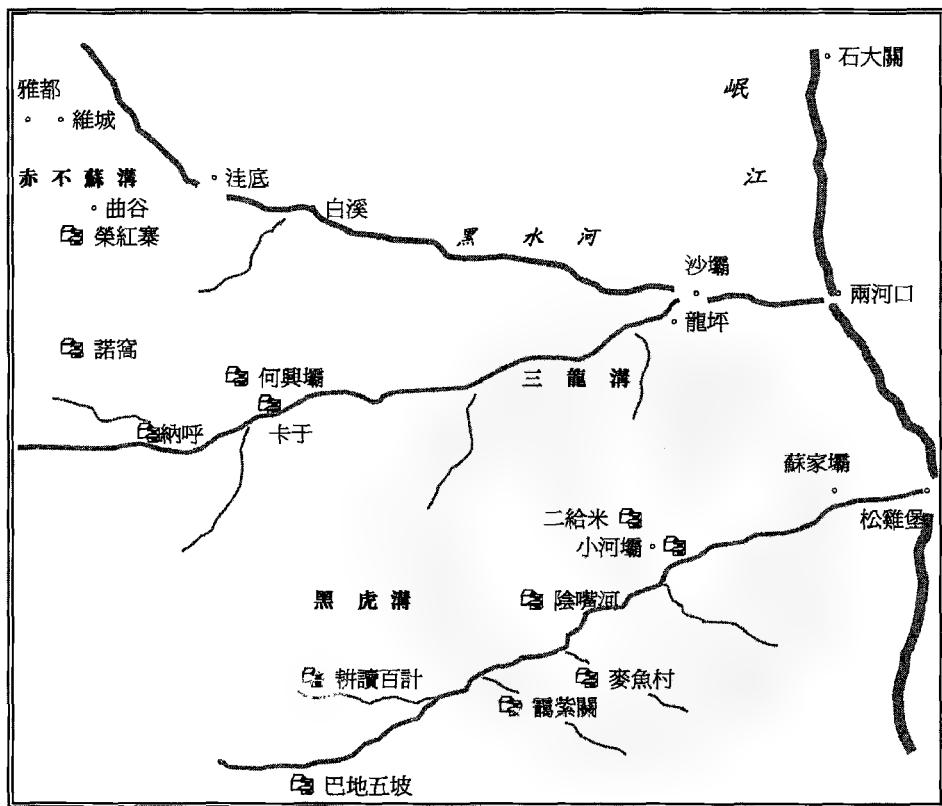 石大關
岷
江
雅都
維城
赤不蘇溝
洼底
曲谷
白溪
榮紅寨
黑水河
沙壩
兩河口
龍坪
諾窩
何興壩
三龍溝
納呼
卡于
蘇家壩
二給米
松雞堡
小河壩
黑虎溝
陰嘴河
耕讀百計
麥魚村
靄紫關
巴地五坡